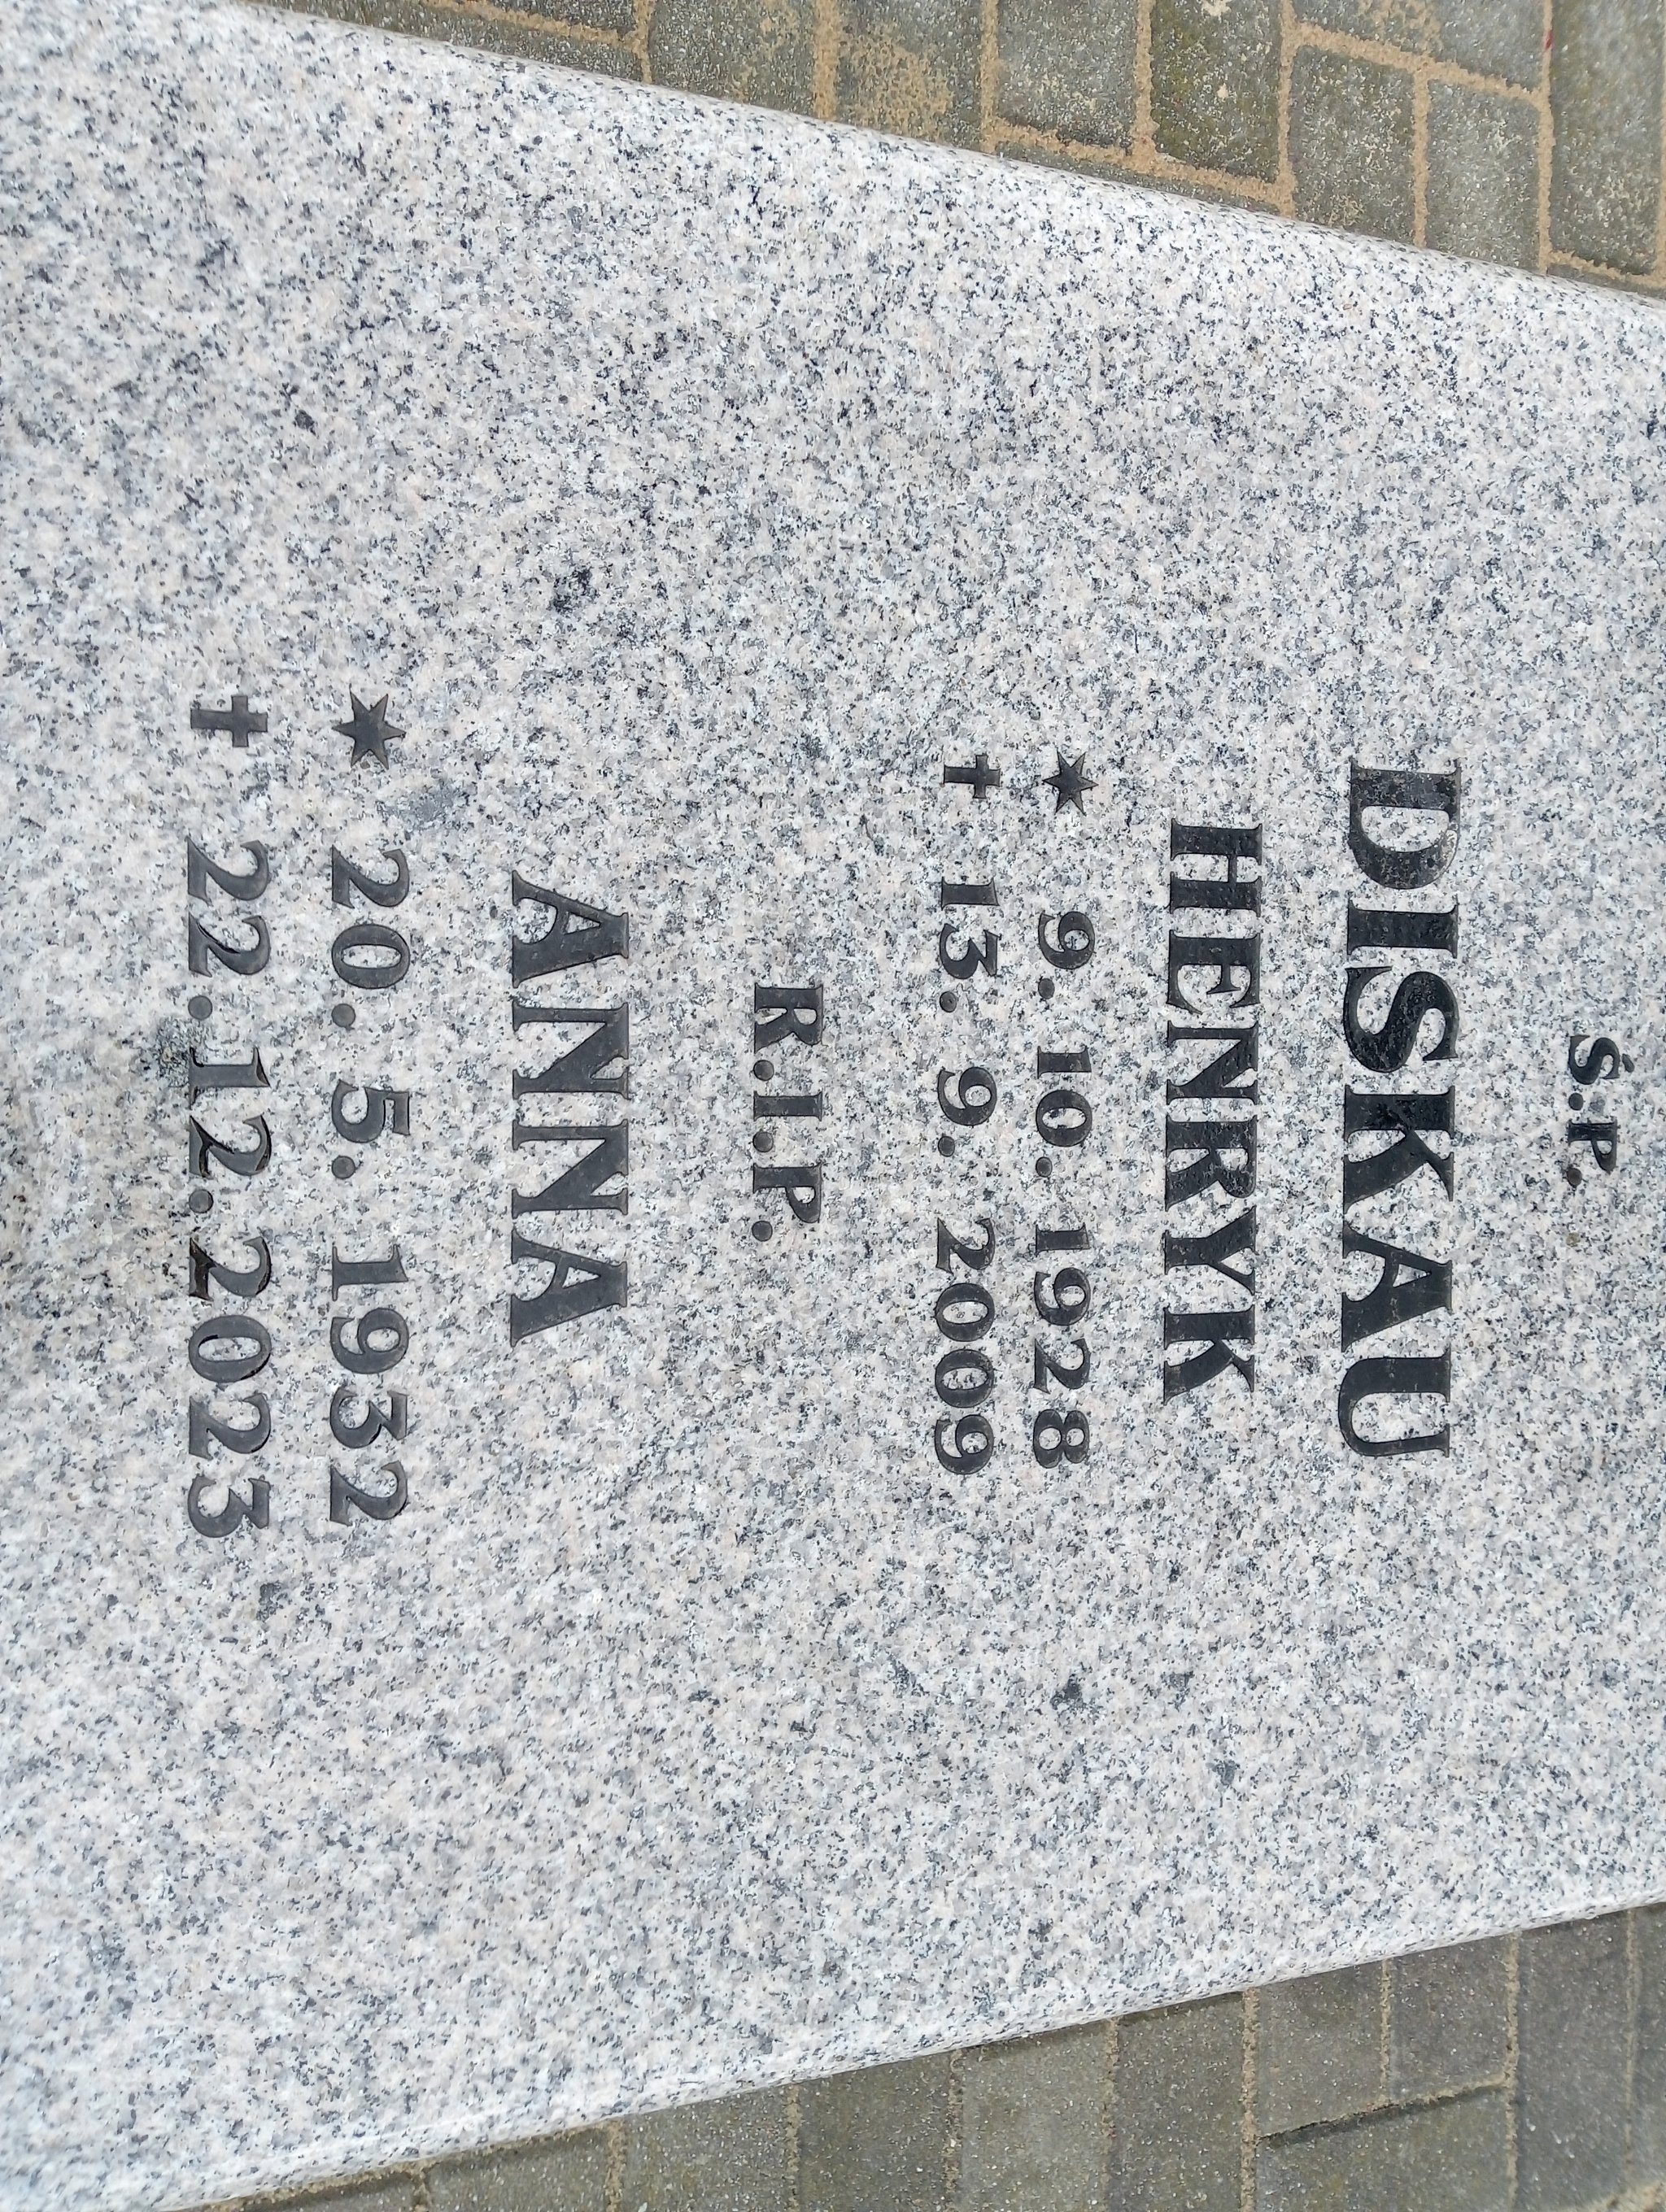 Ś.P.
DISKAU
HENRYK
✶ 9. 10. 1928
✝ 13. 9. 2009
R.I.P.
ANNA
✶ 20. 5. 1932
✝ 22.12.2023